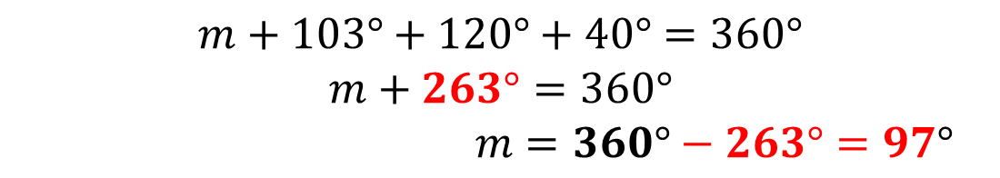 m + 103° + 120° + 40° = 360°
m + 263° = 360°
m = 360° − 263° = 97°